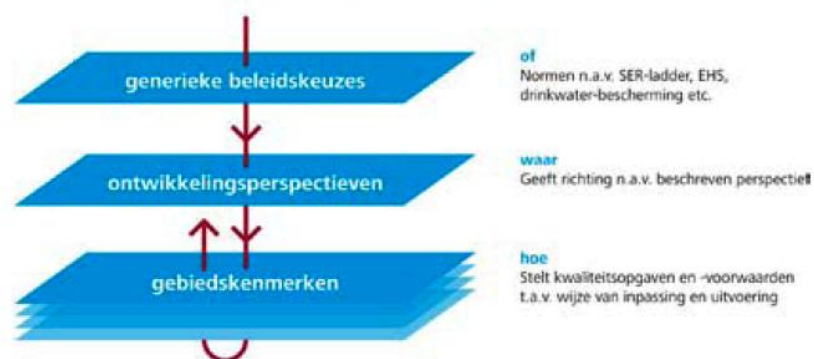 generieke beleidskeuzes
of
Normen n.a.v. SER-ladder, EHS,
drinkwater-bescherming etc.
ontwikkelingsperspectieven
waar
Geeft richting n.a.v. beschreven perspectief
gebiedskenmerken
hoe
Stelt kwaliteitsopgaven en -voorwaarden
t.a.v. wijze van inpassing en uitvoering